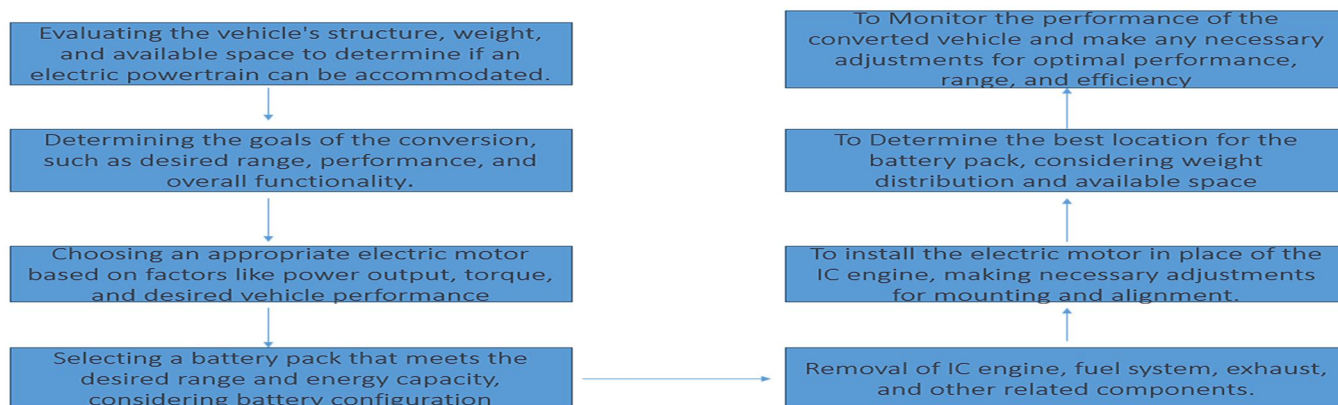 Evaluating the vehicle's structure, weight,
and available space to determine if an
electric powertrain can be accommodated.
Determining the goals of the conversion,
such as desired range, performance, and
overall functionality.
Choosing an appropriate electric motor
based on factors like power output, torque,
and desired vehicle performance
Selecting a battery pack that meets the
desired range and energy capacity,
considering battery configuration
Removal of IC engine, fuel system, exhaust,
and other related components.
To install the electric motor in place of the
IC engine, making necessary adjustments
for mounting and alignment.
To Determine the best location for the
battery pack, considering weight
distribution and available space
To Monitor the performance of the
converted vehicle and make any necessary
adjustments for optimal performance,
range, and efficiency